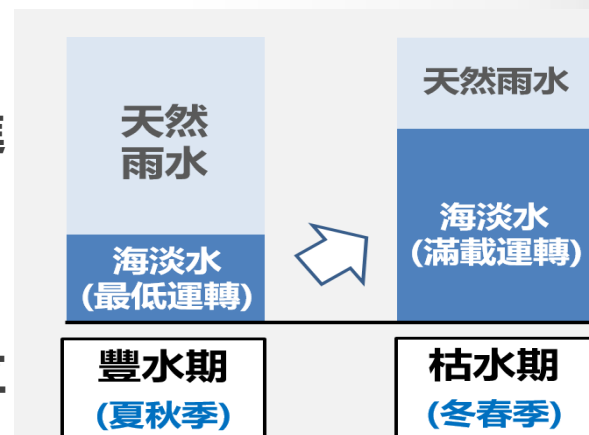 天然
雨水
海淡水
(最低運轉)
豐水期
(夏秋季)
天然雨水
海淡水
(滿載運轉)
枯水期
(冬春季)